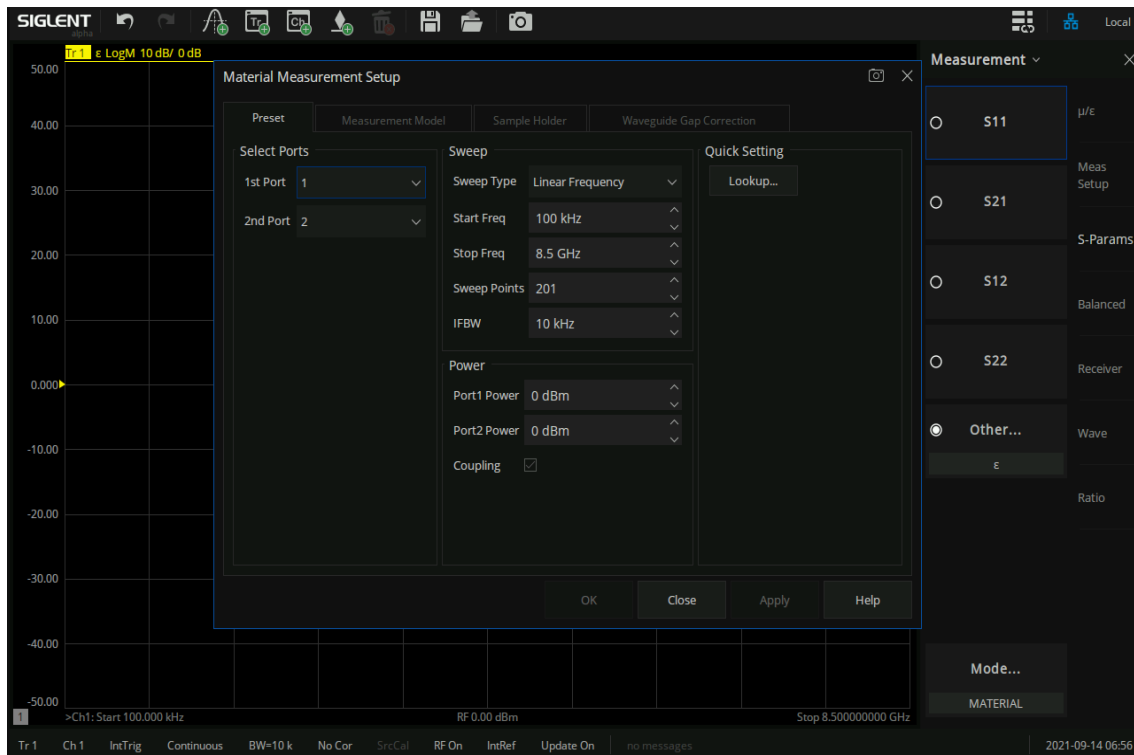 SIGLENT
alpha
Tr
Ch
Local
Tr 1 ε LogM 10 dB/ 0 dB
50.00
40.00
30.00
20.00
10.00
0.000
-10.00
-20.00
-30.00
-40.00
-50.00
Material Measurement Setup
Preset
Measurement Model
Sample Holder
Waveguide Gap Correction
Select Ports
1st Port 1
2nd Port 2
Sweep
Sweep Type Linear Frequency
Start Freq 100 kHz
Stop Freq 8.5 GHz
Sweep Points 201
IFBW 10 kHz
Power
Port1 Power 0 dBm
Port2 Power 0 dBm
Coupling
Quick Setting
Lookup...
OK
Close
Apply
Help
Measurement
S11
S21
S12
S22
Other...
ε
Mode...
MATERIAL
μ/ε
Meas
Setup
S-Params
Balanced
Receiver
Wave
Ratio
1
>Ch1: Start 100.000 kHz
RF 0.00 dBm
Stop 8.500000000 GHz
Tr 1 Ch 1 IntTrig Continuous BW=10 k No Cor SrcCal RF On IntRef Update On no messages 2021-09-14 06:56